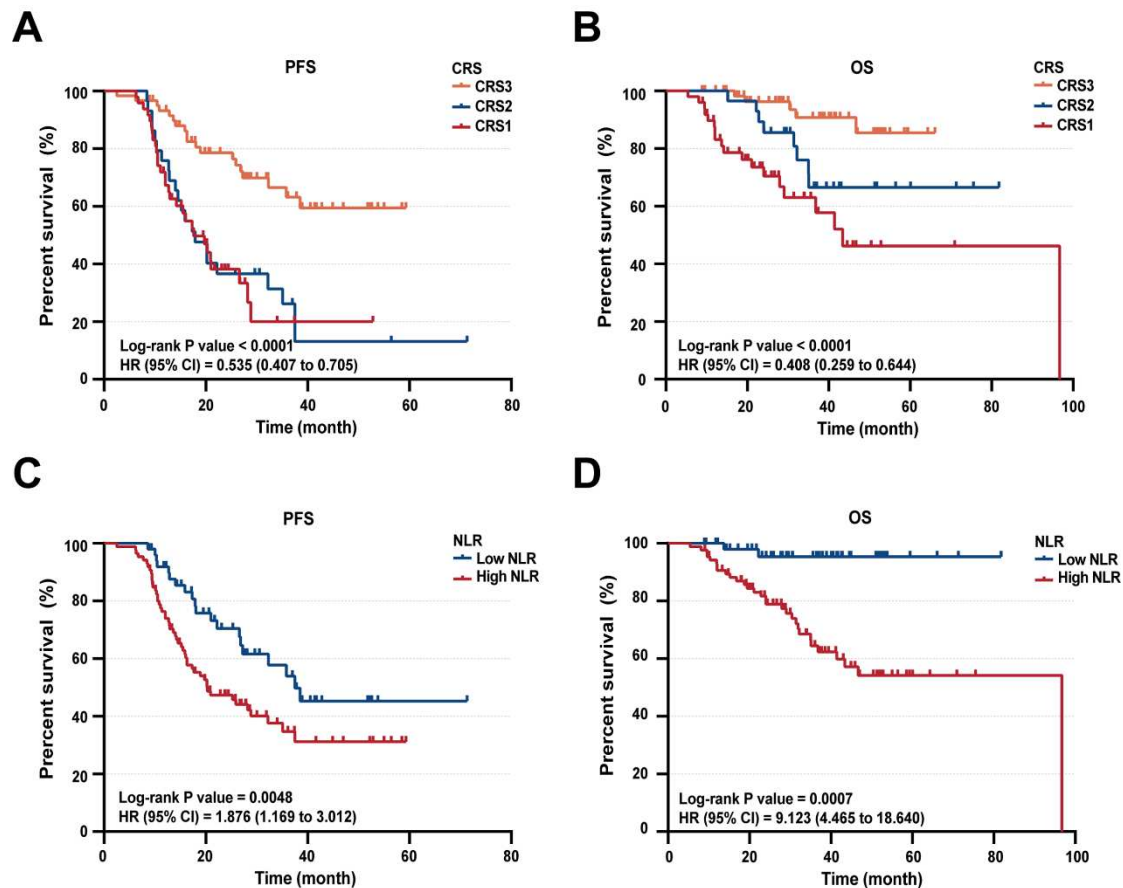 A
PFS
CRS
CRS3
CRS2
CRS1
Prercent survival (%)
100
80
60
40
20
0
Log-rank P value < 0.0001
HR (95% CI) = 0.535 (0.407 to 0.705)
0 20 40 60 80
Time (month)
B
OS
CRS
CRS3
CRS2
CRS1
Prercent survival (%)
100
80
60
40
20
0
Log-rank P value < 0.0001
HR (95% CI) = 0.408 (0.259 to 0.644)
0 20 40 60 80 100
Time (month)
C
PFS
NLR
Low NLR
High NLR
Prercent survival (%)
100
80
60
40
20
0
Log-rank P value = 0.0048
HR (95% CI) = 1.876 (1.169 to 3.012)
0 20 40 60 80
Time (month)
D
OS
NLR
Low NLR
High NLR
Prercent survival (%)
100
80
60
40
20
0
Log-rank P value = 0.0007
HR (95% CI) = 9.123 (4.465 to 18.640)
0 20 40 60 80 100
Time (month)